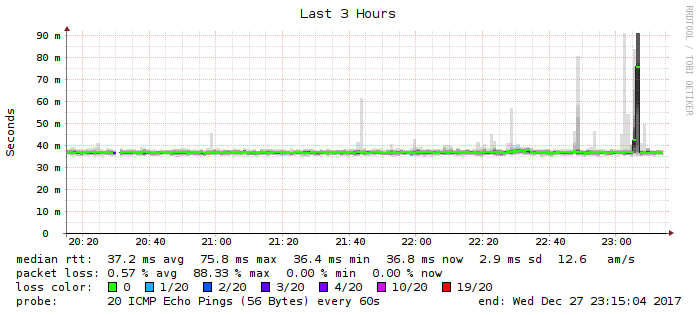 Last 3 Hours
RRDTOOL / TOBI OETIKER
Seconds
90 m
80 m
70 m
60 m
50 m
40 m
30 m
20 m
10 m
0
20:20 20:40 21:00 21:20 21:40 22:00 22:20 22:40 23:00
median rtt: 37.2 ms avg 75.8 ms max 36.4 ms min 36.8 ms now 2.9 ms sd 12.6 am/s
packet loss: 0.57 % avg 88.33 % max 0.00 % min 0.00 % now
loss color: 0 1/20 2/20 3/20 4/20 10/20 19/20
probe: 20 ICMP Echo Pings (56 Bytes) every 60s end: Wed Dec 27 23:15:04 2017